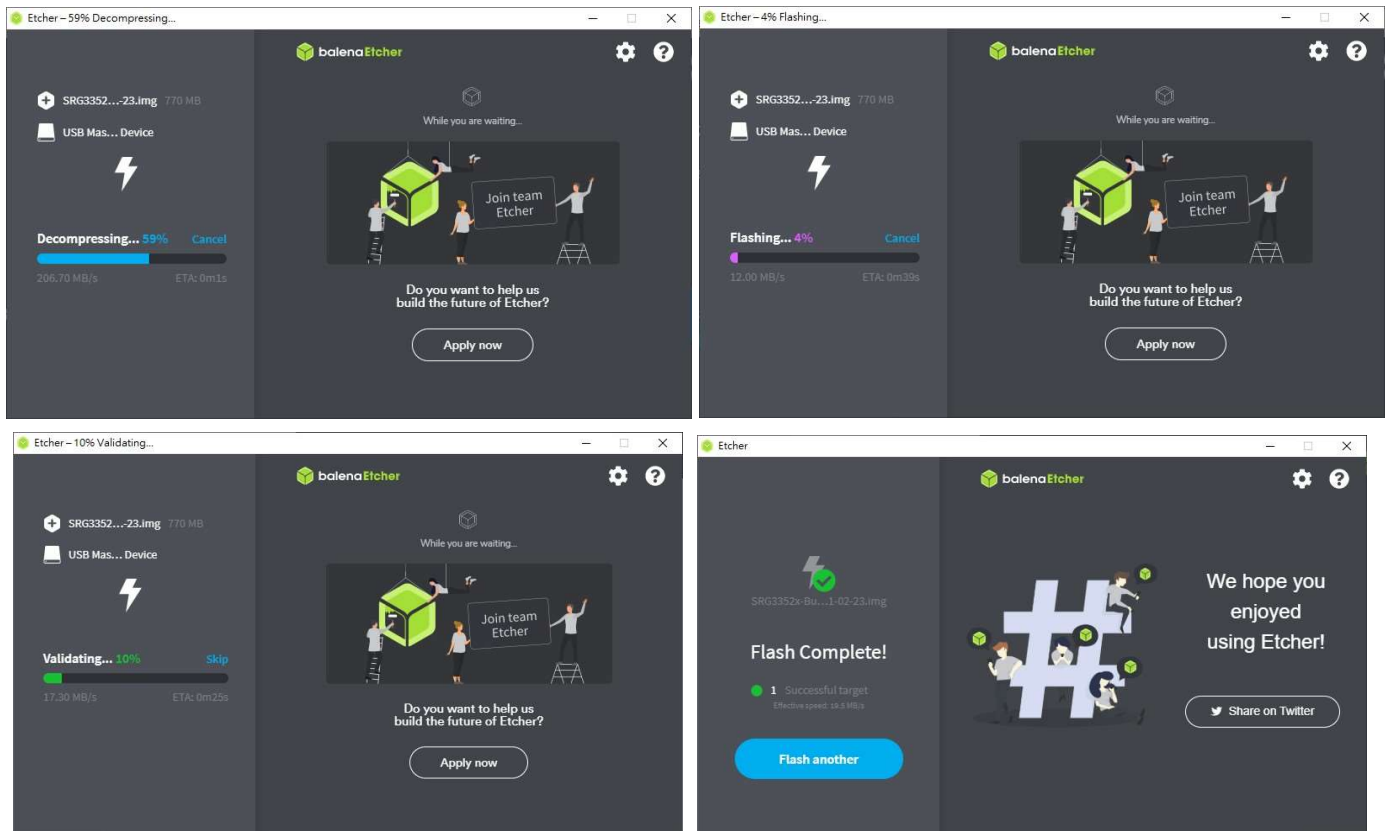 Etcher – 59% Decompressing...
balenaEtcher
SRG3352...-23.img 770 MB
USB Mas... Device
While you are waiting...
Join team
Etcher
Decompressing... 59% Cancel
206.70 MB/s ETA: 0m1s
Do you want to help us
build the future of Etcher?
Apply now
Etcher – 4% Flashing...
balenaEtcher
SRG3352...-23.img 770 MB
USB Mas... Device
While you are waiting...
Join team
Etcher
Flashing... 4% Cancel
12.00 MB/s ETA: 0m39s
Do you want to help us
build the future of Etcher?
Apply now
Etcher – 10% Validating...
balenaEtcher
SRG3352...-23.img 770 MB
USB Mas... Device
While you are waiting...
Join team
Etcher
Validating... 10% Skip
17.30 MB/s ETA: 0m25s
Do you want to help us
build the future of Etcher?
Apply now
Etcher
balenaEtcher
SRG3352x-Bu...1-02-23.img
Flash Complete!
1 Successful target
Effective speed: 19.5 MB/s
Flash another
We hope you
enjoyed
using Etcher!
Share on Twitter